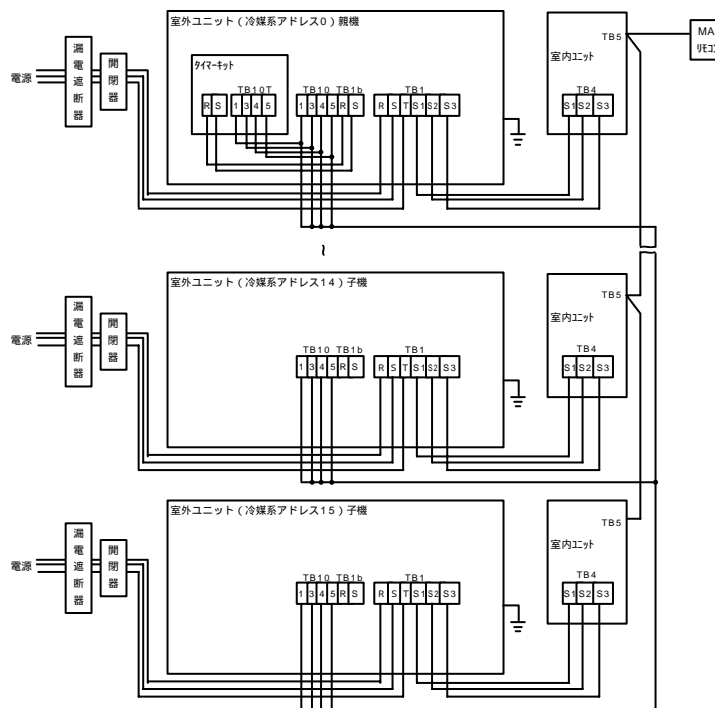 室外ユニット（冷媒系アドレス0）親機
漏電遮断器
開閉器
電源
タイマーキット
TB10T
R S
1 3 4 5
TB10 TB1b
1 3 4 5 R S
TB1
R S T S1 S2 S3
TB5
室内ユニット
TB4
S1 S2 S3
MA
~
室外ユニット（冷媒系アドレス14）子機
漏電遮断器
開閉器
電源
TB10 TB1b
1 3 4 5 R S
TB1
R S T S1 S2 S3
TB5
室内ユニット
TB4
S1 S2 S3
室外ユニット（冷媒系アドレス15）子機
漏電遮断器
開閉器
電源
TB10 TB1b
1 3 4 5 R S
TB1
R S T S1 S2 S3
TB5
室内ユニット
TB4
S1 S2 S3